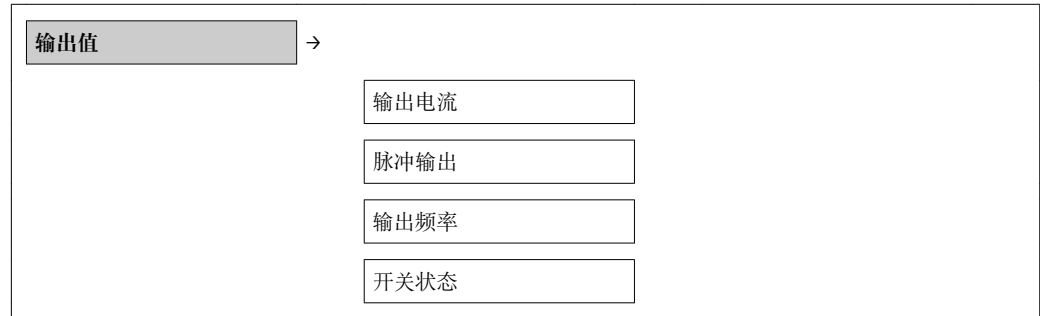 输出值 →
输出电流
脉冲输出
输出频率
开关状态